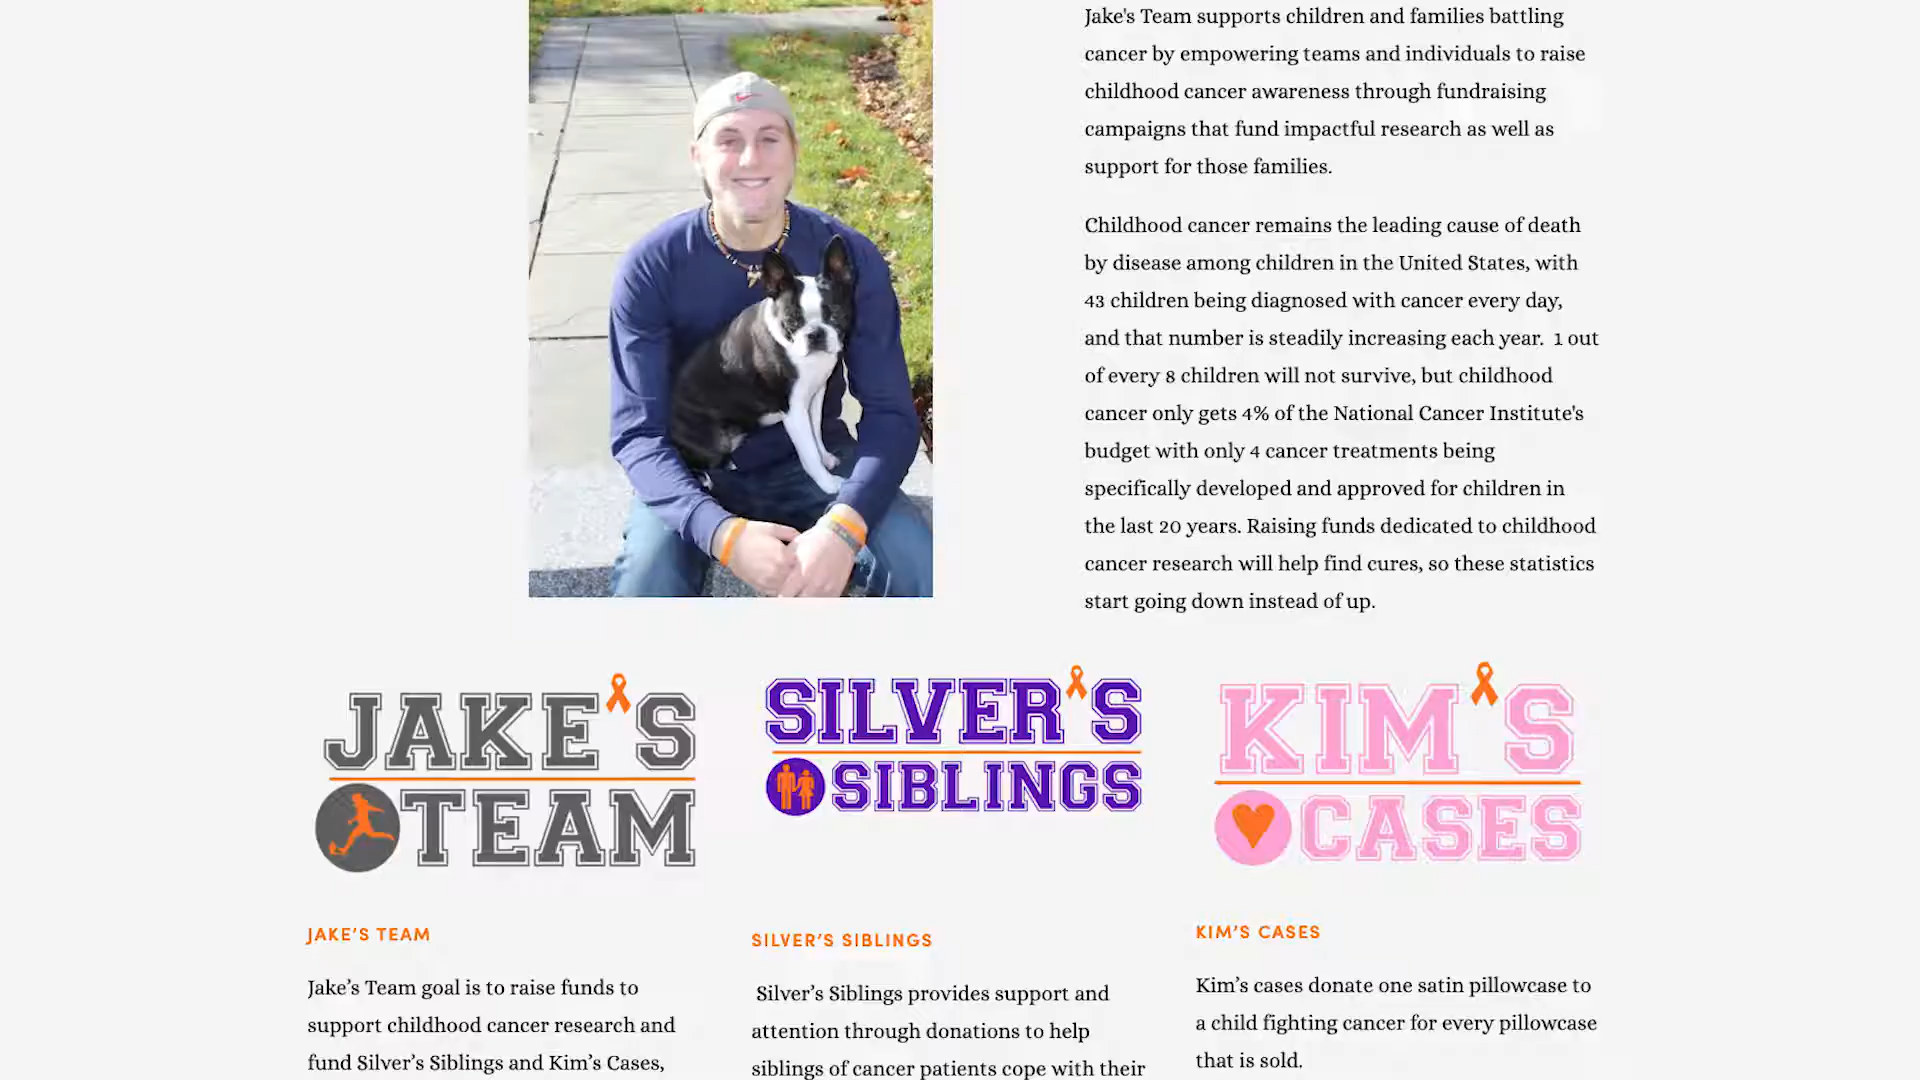 Jake's Team supports children and families battling
cancer by empowering teams and individuals to raise
childhood cancer awareness through fundraising
campaigns that fund impactful research as well as
support for those families.
Childhood cancer remains the leading cause of death
by disease among children in the United States, with
43 children being diagnosed with cancer every day,
and that number is steadily increasing each year.  1 out
of every 8 children will not survive, but childhood
cancer only gets 4% of the National Cancer Institute's
budget with only 4 cancer treatments being
specifically developed and approved for children in
the last 20 years. Raising funds dedicated to childhood
cancer research will help find cures, so these statistics
start going down instead of up.
JAKE'S
TEAM
SILVER'S
SIBLINGS
KIM'S
CASES
JAKE’S TEAM
Jake’s Team goal is to raise funds to
support childhood cancer research and
fund Silver’s Siblings and Kim’s Cases,
SILVER’S SIBLINGS
Silver’s Siblings provides support and
attention through donations to help
siblings of cancer patients cope with their
KIM’S CASES
Kim’s cases donate one satin pillowcase to
a child fighting cancer for every pillowcase
that is sold.